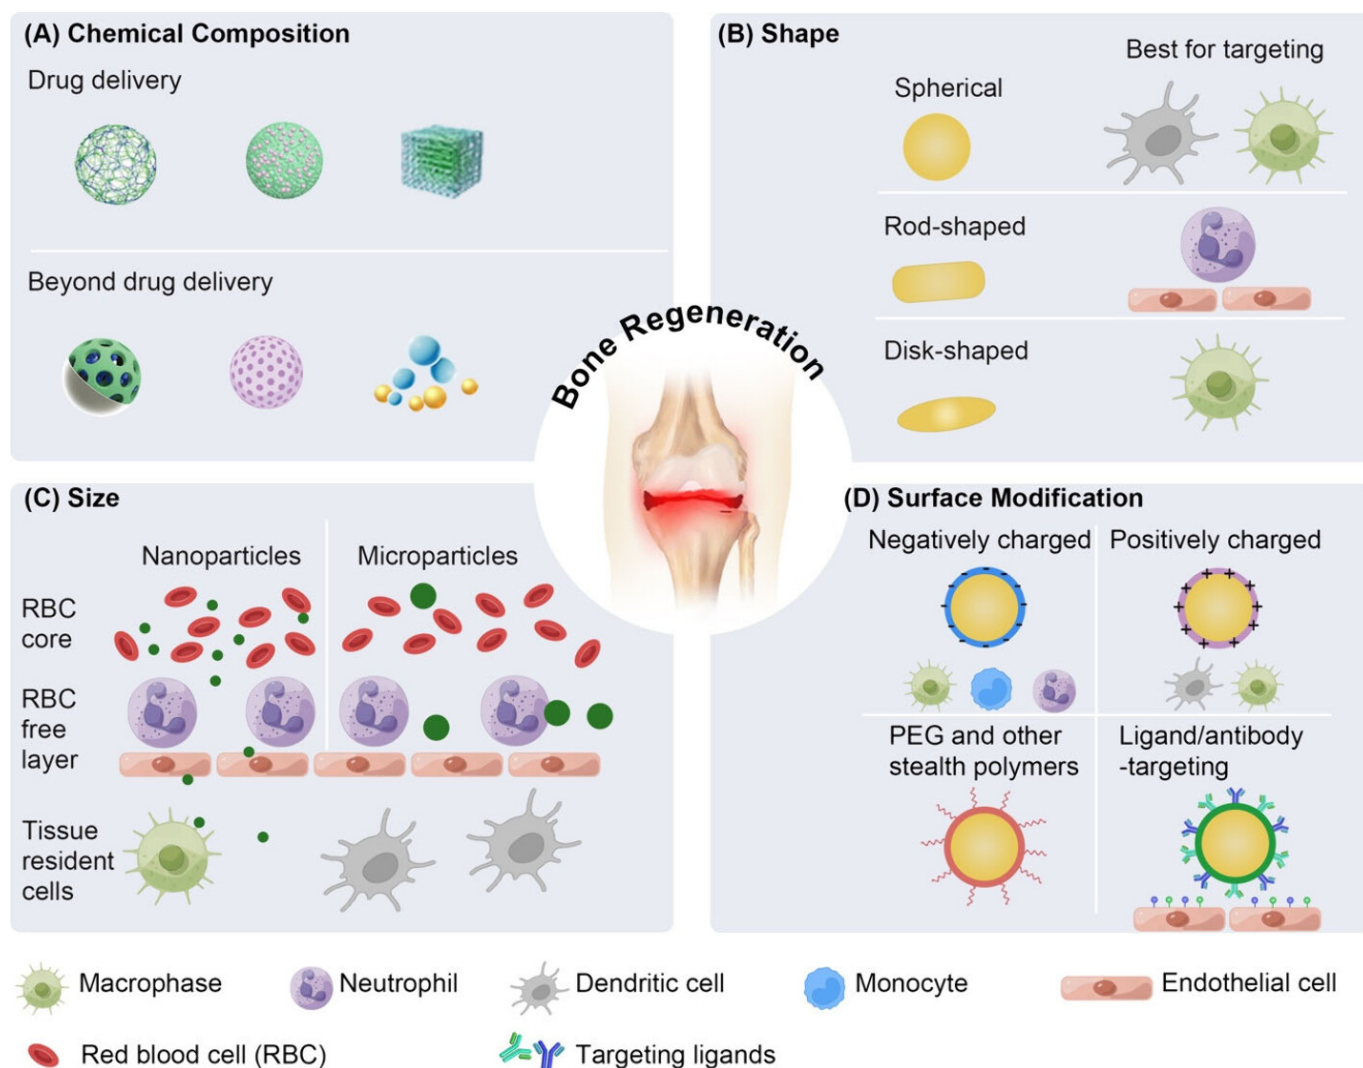 (A) Chemical Composition
Drug delivery
Beyond drug delivery
(B) Shape
Best for targeting
Spherical
Rod-shaped
Disk-shaped
Bone Regeneration
(C) Size
Nanoparticles
Microparticles
RBC
core
RBC
free
layer
Tissue
resident
cells
(D) Surface Modification
Negatively charged
Positively charged
PEG and other
stealth polymers
Ligand/antibody
-targeting
Macrophase
Neutrophil
Dendritic cell
Monocyte
Endothelial cell
Red blood cell (RBC)
Targeting ligands